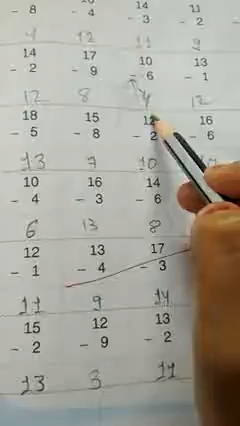 - 8 - 4 - 3 - 2
4 12 11 9
14 17 10 13
- 2 - 9 - 6 - 1
12 8 4 12
18 15 12 16
- 5 - 8 - 2 - 6
13 7 10
10 16 14
- 4 - 3 - 6
6 13 8
12 13 17
- 1 - 4 - 3
11 9 14
15 12 13
- 2 - 9 - 2
13 3 11